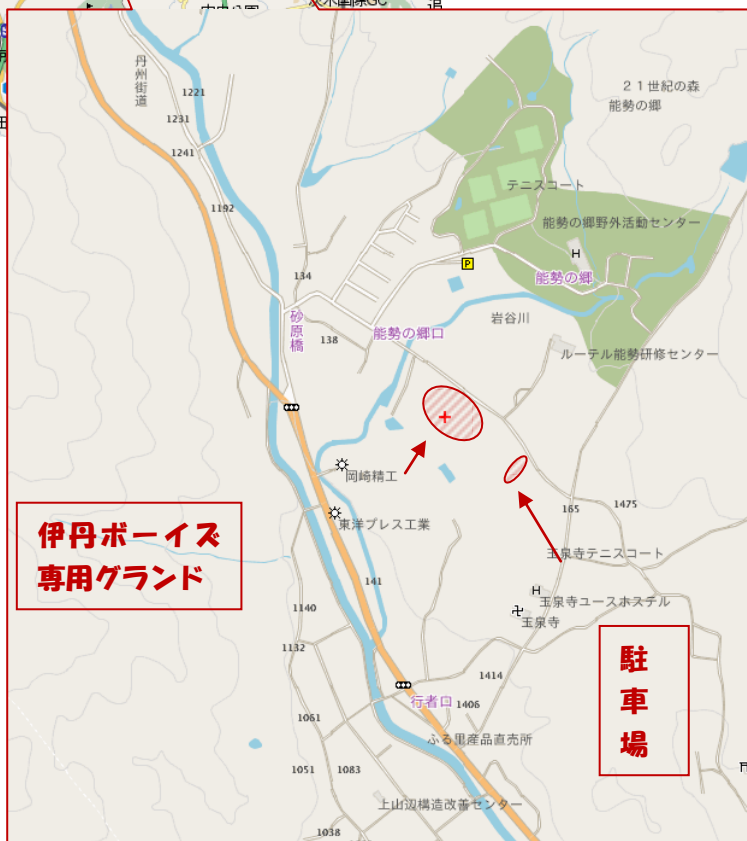 丹州街道
1221
1231
1241
1192
21世紀の森
能勢の郷
テニスコート
能勢の郷野外活動センター
H
P
能勢の郷
134
砂原橋
138
能勢の郷口
岩谷川
ルーテル能勢研修センター
岡崎精工
東洋プレス工業
165
1475
伊丹ボーイズ
専用グランド
玉泉寺テニスコート
141
H
玉泉寺ユースホステル
卍
玉泉寺
1140
1132
1414
駐車場
行者口
1406
1061
ふる里産品直売所
1051
1083
上山辺構造改善センター
1038